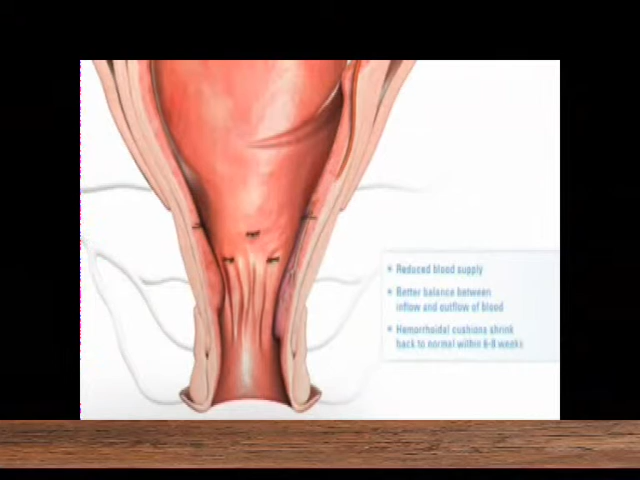 Reduced blood supply
Better balance between
inflow and outflow of blood
Hemorrhoidal cushions shrink
back to normal within 6-8 weeks